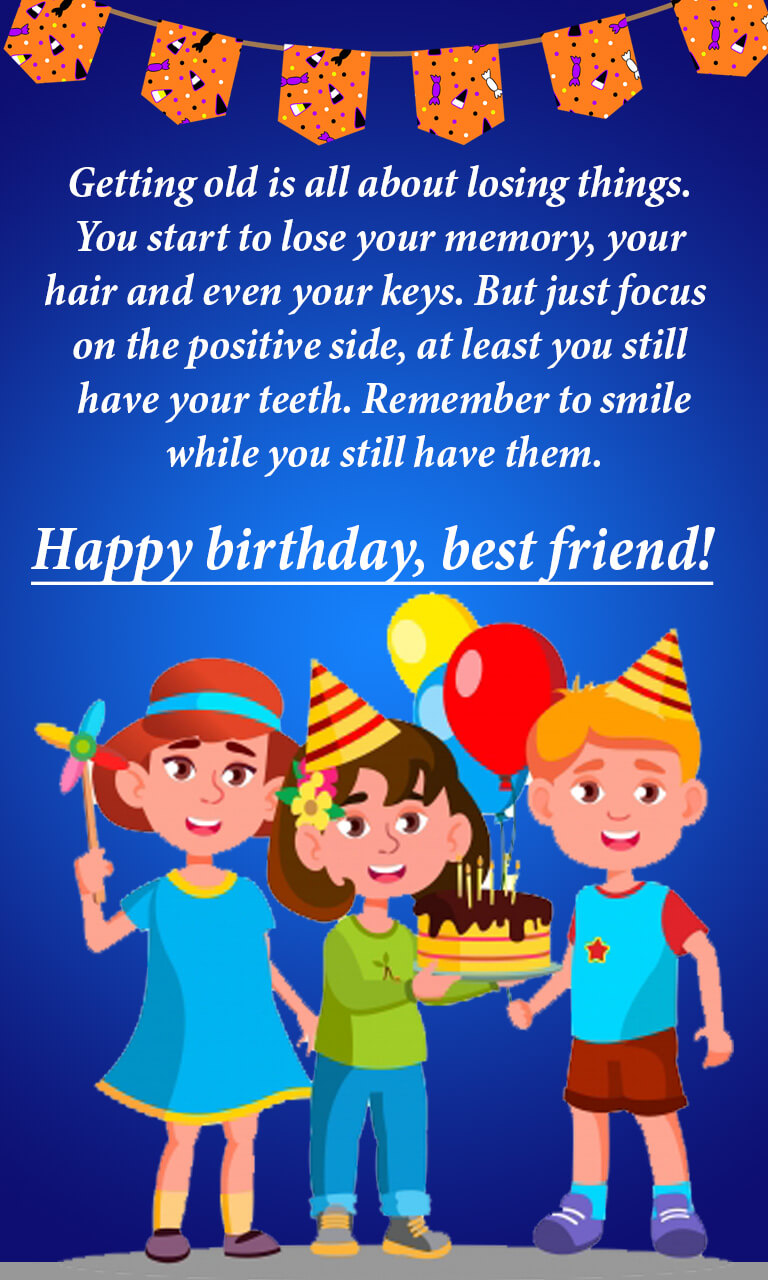 Getting old is all about losing things.
You start to lose your memory, your
hair and even your keys. But just focus
on the positive side, at least you still
have your teeth. Remember to smile
while you still have them.
Happy birthday, best friend!